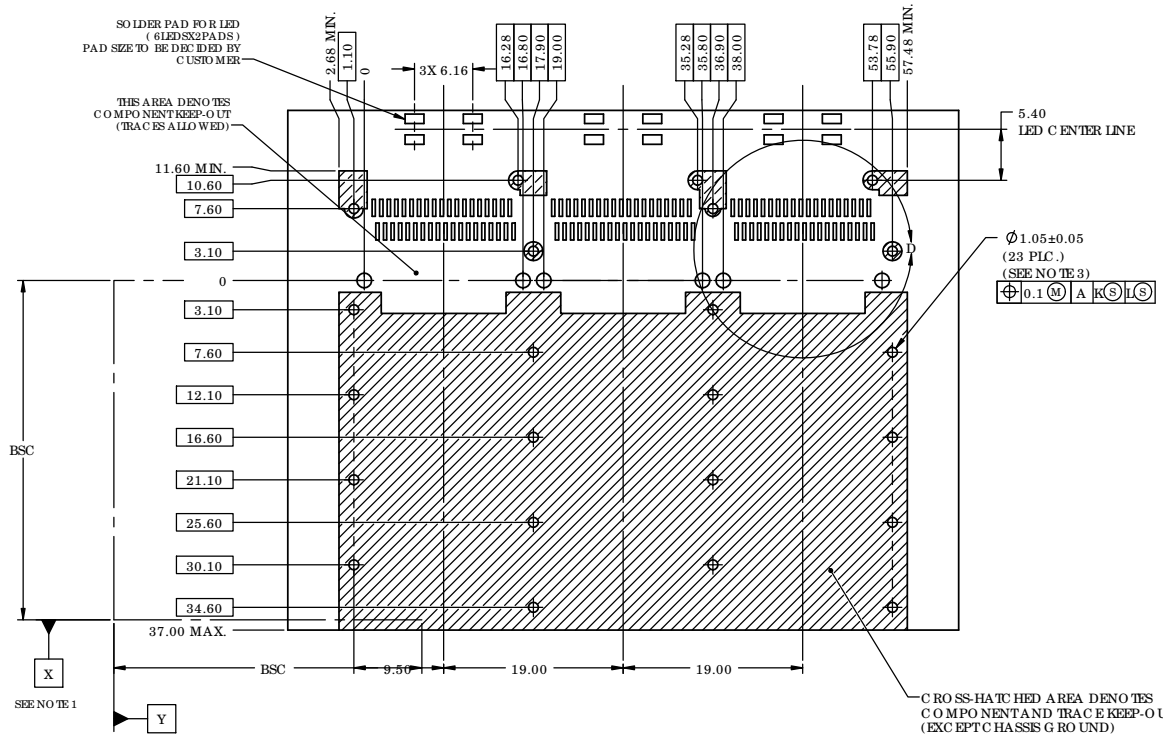 SOLDER PAD FOR LED
( 6LEDSX2PADS )
PAD SIZE TO BE DECIDED BY
CUSTOMER
THIS AREA DENOTES
COMPONENT KEEP-OUT
(TRACES ALLOWED)
2.68 MIN.
1.10
0
3X 6.16
16.28
16.80
17.90
19.00
35.28
35.80
36.90
38.00
53.78
55.90
57.48 MIN.
5.40
LED CENTER LINE
11.60 MIN.
10.60
7.60
3.10
0
3.10
7.60
12.10
16.60
21.10
25.60
30.10
34.60
37.00 MAX.
BSC
D
Ø1.05±0.05
(23 PLC.)
(SEE NOTE 3)
⌖ 0.1 Ⓜ A KⓈ LⓈ
BSC
9.50
19.00
19.00
X
SEE NOTE 1
Y
CROSS-HATCHED AREA DENOTES
COMPONENT AND TRACE KEEP-OU
(EXCEPT CHASSIS GROUND)